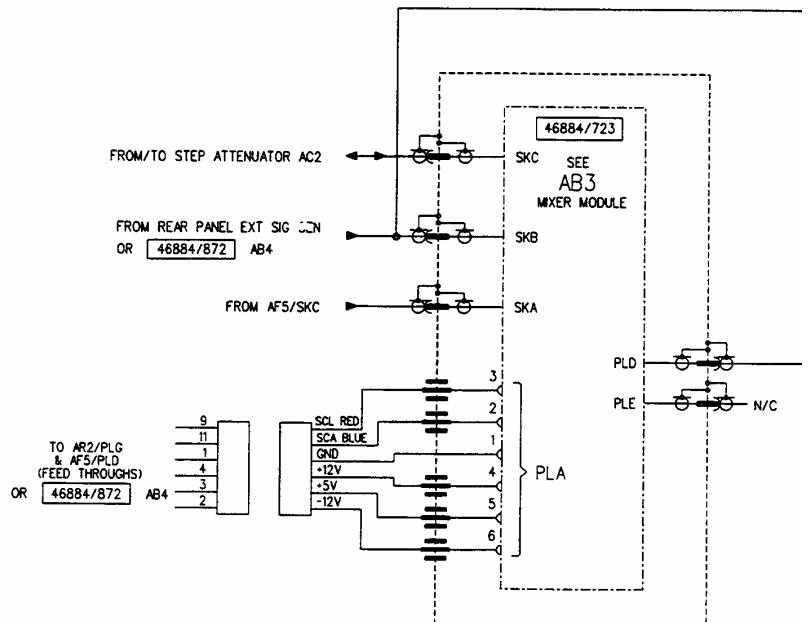 46884/723
SEE
AB3
MIXER MODULE
FROM/TO STEP ATTENUATOR AC2
SKC
FROM REAR PANEL EXT SIG
OR 46884/872 AB4
SKB
FROM AF5/SKC
SKA
PLD
PLE
N/C
3
2
1
4
5
6
PLA
SCL RED
SCA BLUE
GND
+12V
+5V
-12V
9
11
1
4
3
2
TO AR2/PLG
& AF5/PLD
(FEED THROUGHS)
OR 46884/872 AB4